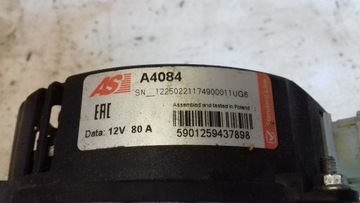 AS
A4084
SN__12250221174900011UG6
Assembled and tested in Poland
EAC
Data: 12V 80 A
5901259437898